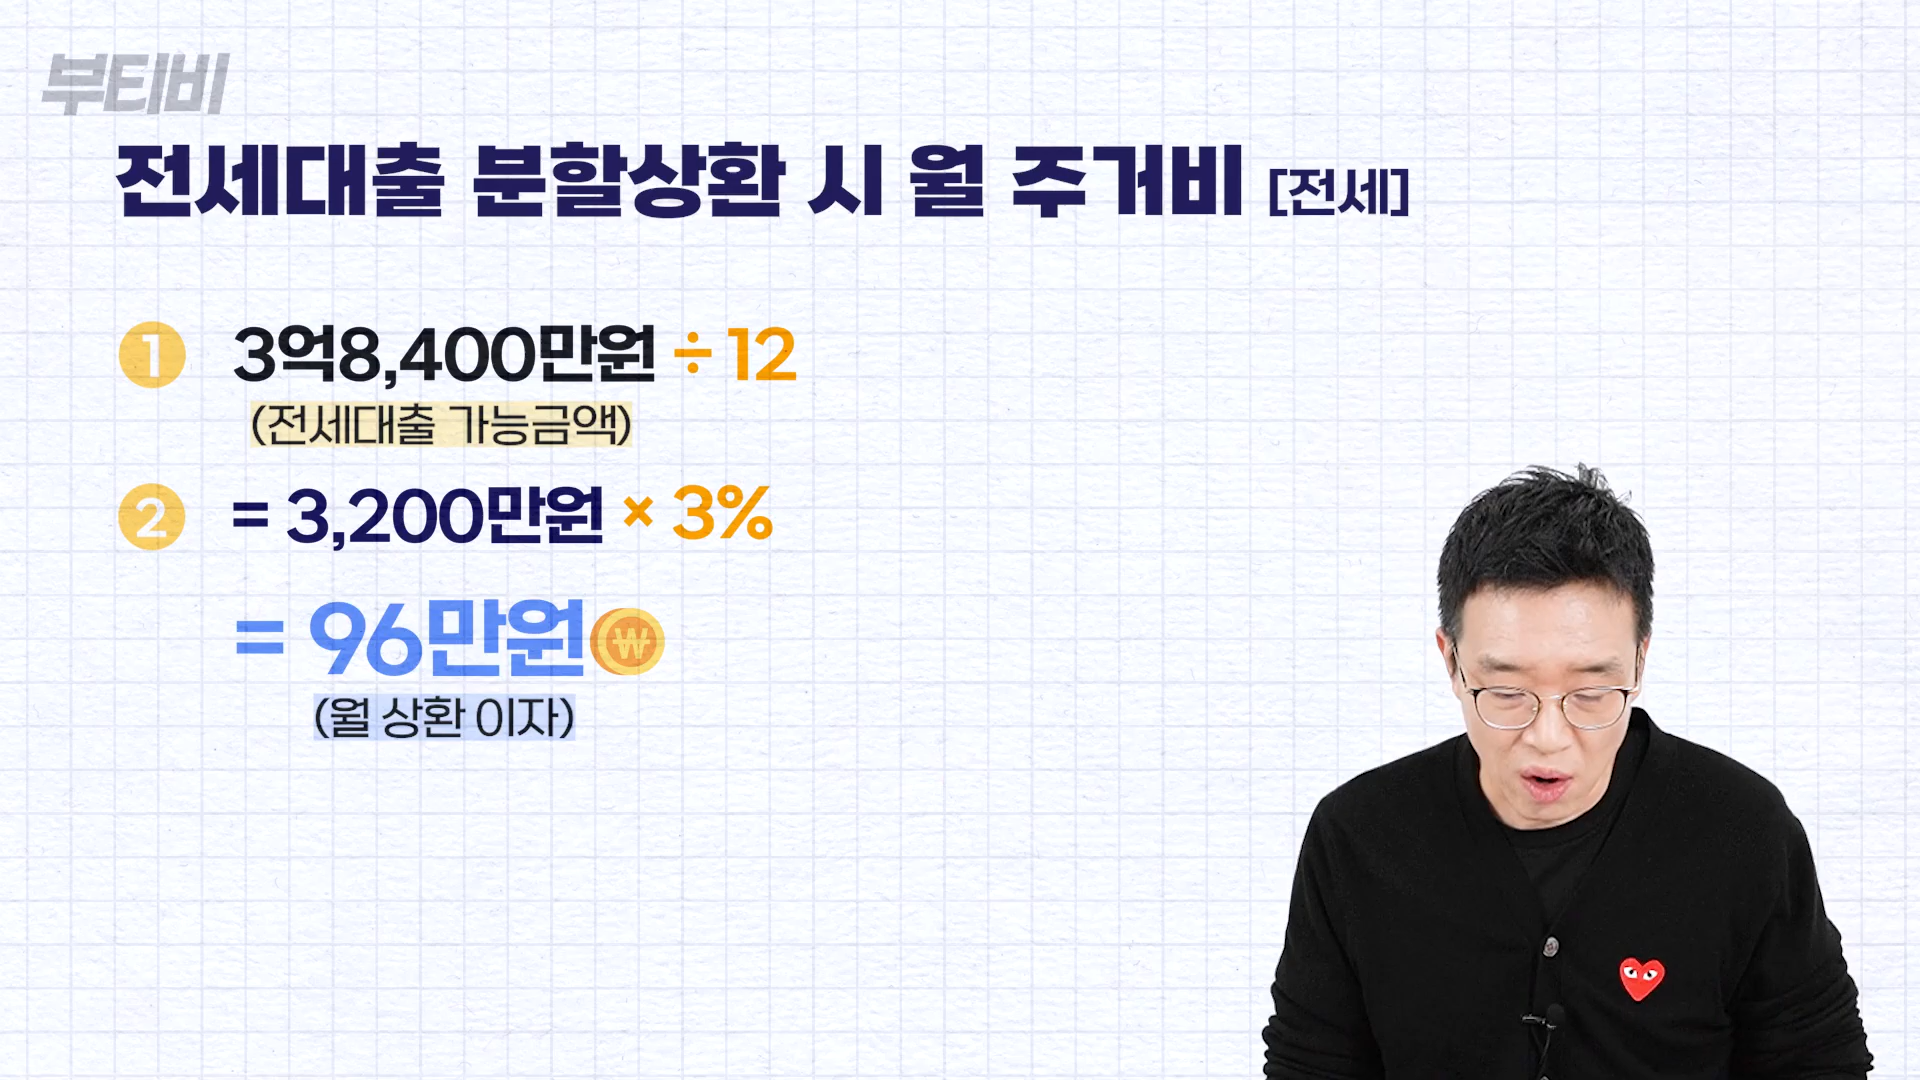 부티비
전세대출 분할상환 시 월 주거비 [전세]
1 3억8,400만원 ÷ 12
(전세대출 가능금액)
2 = 3,200만원 × 3%
= 96만원 ₩
(월 상환 이자)